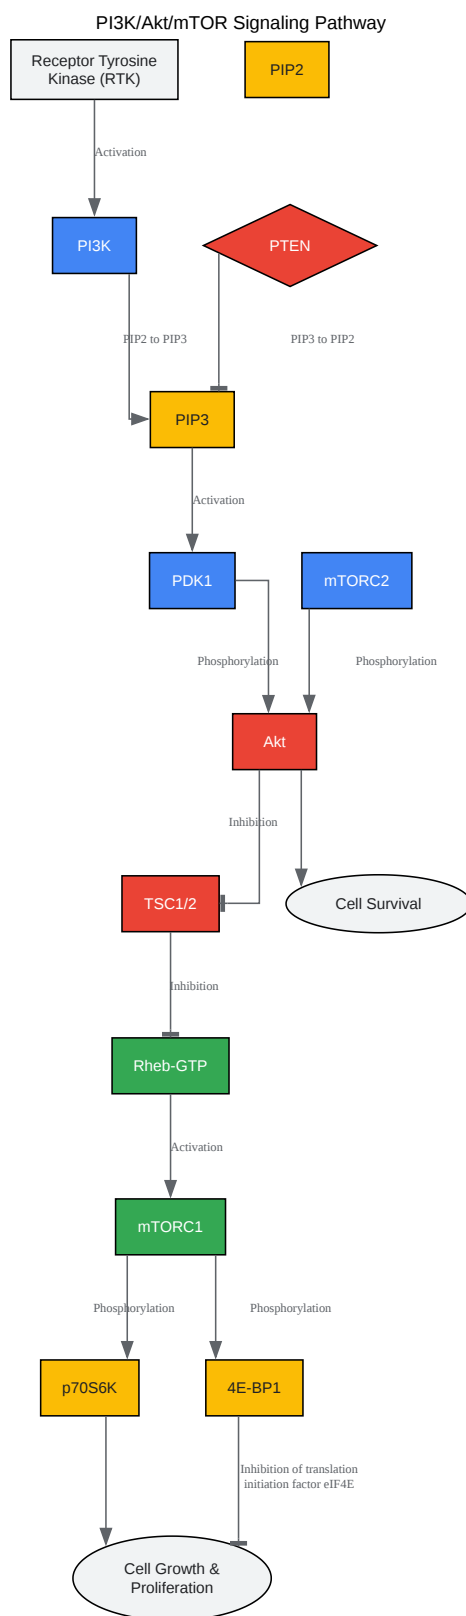 PI3K/Akt/mTOR Signaling Pathway
Receptor Tyrosine
Kinase (RTK)
PIP2
Activation
PI3K
PTEN
PIP2 to PIP3
PIP3 to PIP2
PIP3
Activation
PDK1
mTORC2
Phosphorylation
Phosphorylation
Akt
Inhibition
TSC1/2
Cell Survival
Inhibition
Rheb-GTP
Activation
mTORC1
Phosphorylation
Phosphorylation
p70S6K
4E-BP1
Inhibition of translation
initiation factor eIF4E
Cell Growth &
Proliferation